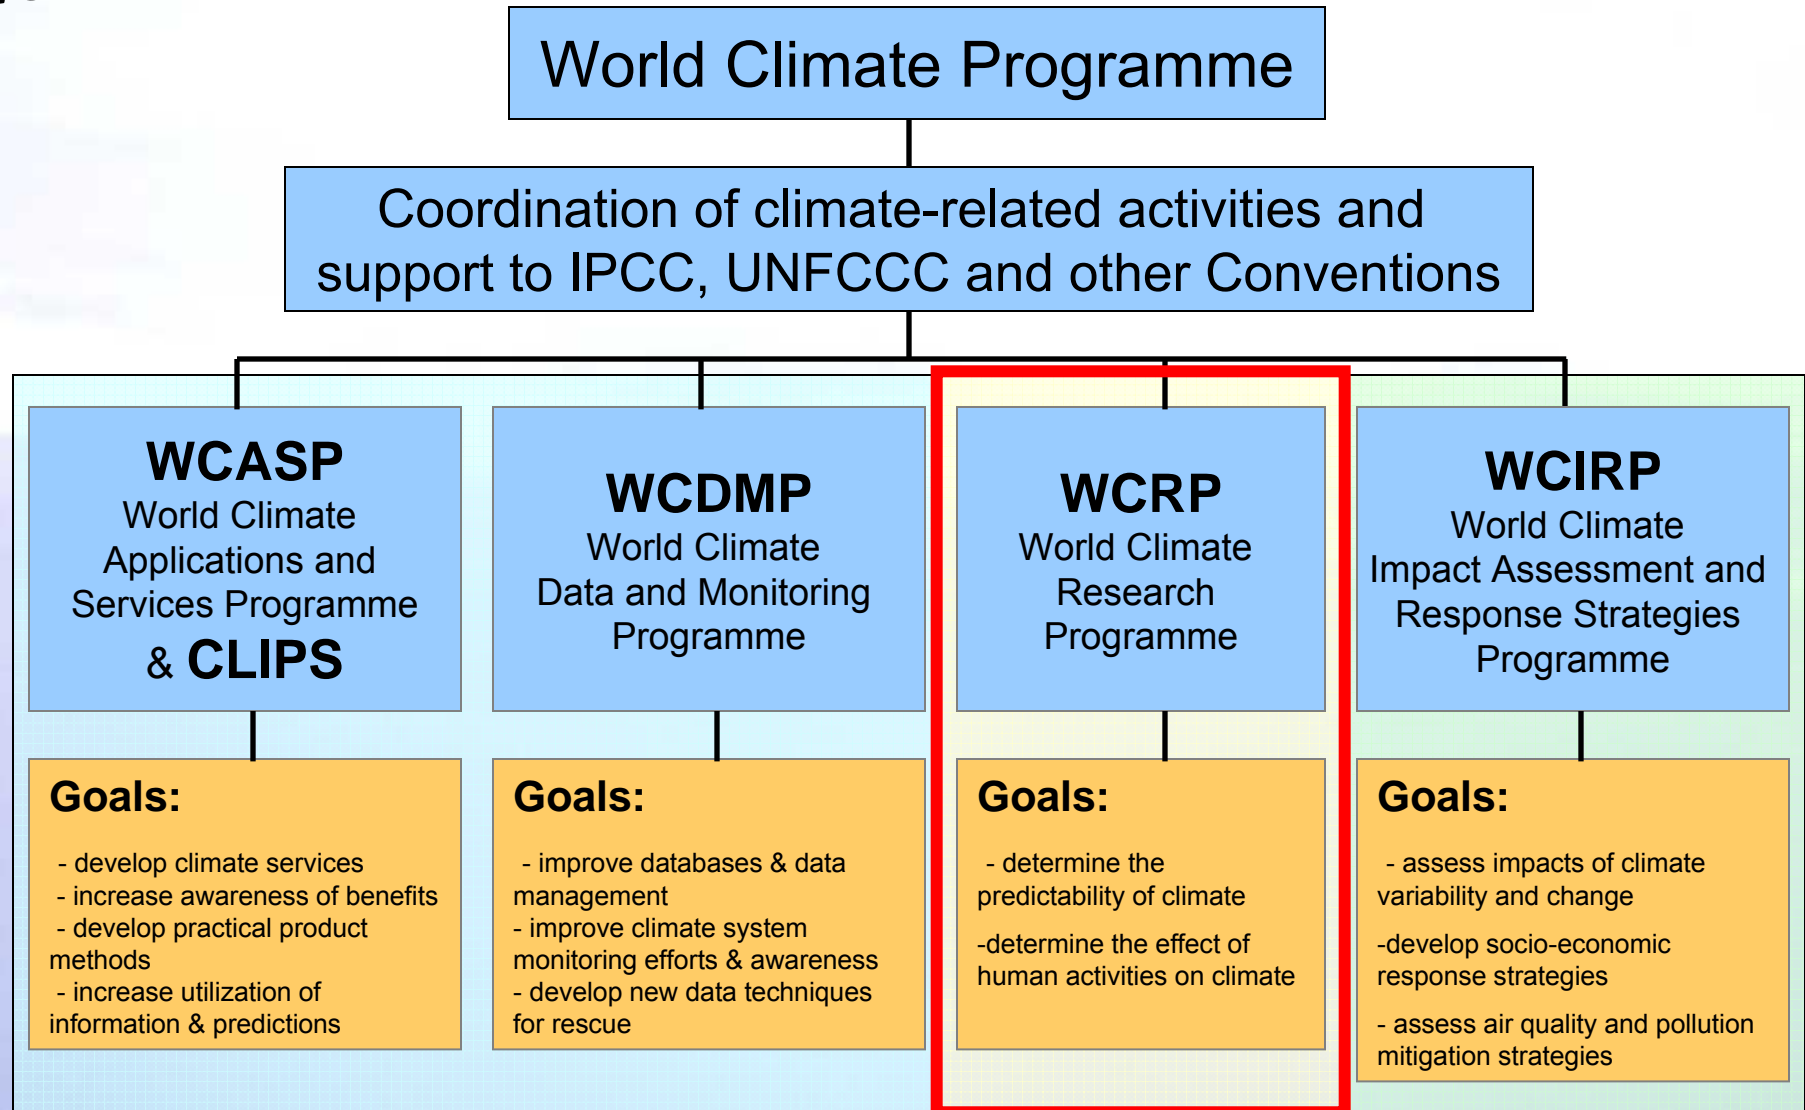 World Climate Programme
Coordination of climate-related activities and
support to IPCC, UNFCCC and other Conventions
WCASP
World Climate
Applications and
Services Programme
& CLIPS
WCDMP
World Climate
Data and Monitoring
Programme
WCRP
World Climate
Research
Programme
WCIRP
World Climate
Impact Assessment and
Response Strategies
Programme
Goals:
- develop climate services
- increase awareness of benefits
- develop practical product
methods
- increase utilization of
information & predictions
Goals:
- improve databases & data
management
- improve climate system
monitoring efforts & awareness
- develop new data techniques
for rescue
Goals:
- determine the
predictability of climate
-determine the effect of
human activities on climate
Goals:
- assess impacts of climate
variability and change
-develop socio-economic
response strategies
- assess air quality and pollution
mitigation strategies